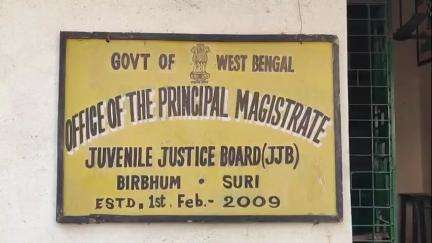 GOVT OF WEST BENGAL
OFFICE OF THE PRINCIPAL MAGISTRATE
JUVENILE JUSTICE BOARD(JJB)
BIRBHUM • SURI
ESTD. 1st. Feb.- 2009